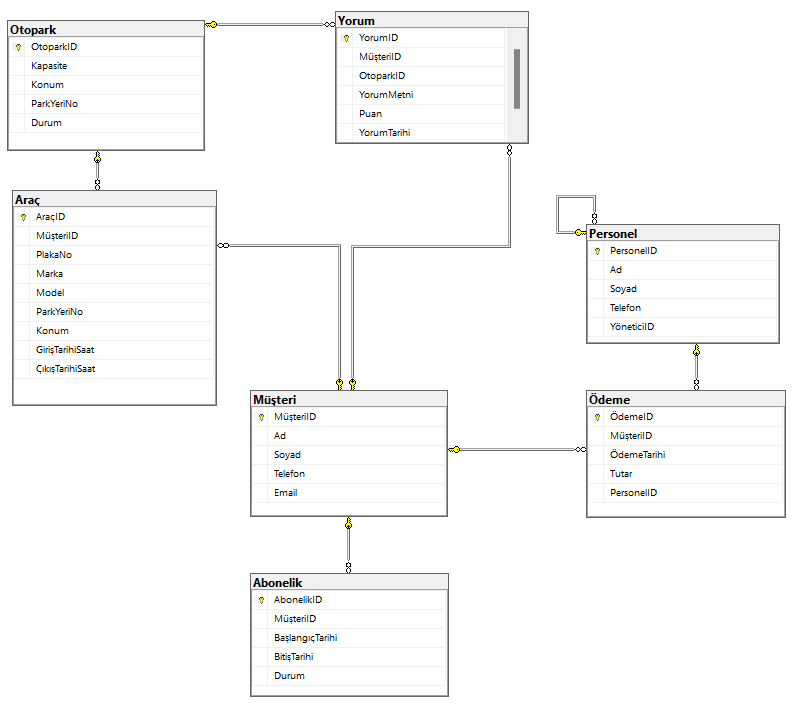 Otopark
OtoparkID
Kapasite
Konum
ParkYeriNo
Durum
Yorum
YorumID
MüşteriID
OtoparkID
YorumMetni
Puan
YorumTarihi
Araç
AraçID
MüşteriID
PlakaNo
Marka
Model
ParkYeriNo
Konum
GirişTarihiSaat
ÇıkışTarihiSaat
Personel
PersonelID
Ad
Soyad
Telefon
YöneticiID
Müşteri
MüşteriID
Ad
Soyad
Telefon
Email
Ödeme
ÖdemeID
MüşteriID
ÖdemeTarihi
Tutar
PersonelID
Abonelik
AbonelikID
MüşteriID
BaşlangıçTarihi
BitişTarihi
Durum